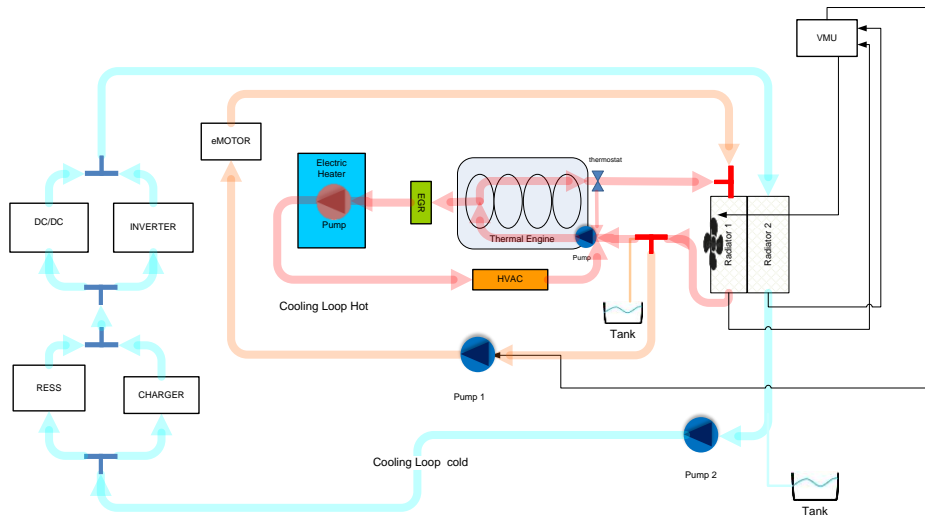 VMU
eMOTOR
Electric
Heater
Pump
EGR
thermostat
Thermal Engine
Pump
Radiator 1
Radiator 2
DC/DC
INVERTER
HVAC
Cooling Loop Hot
Tank
RESS
CHARGER
Pump 1
Cooling Loop cold
Pump 2
Tank